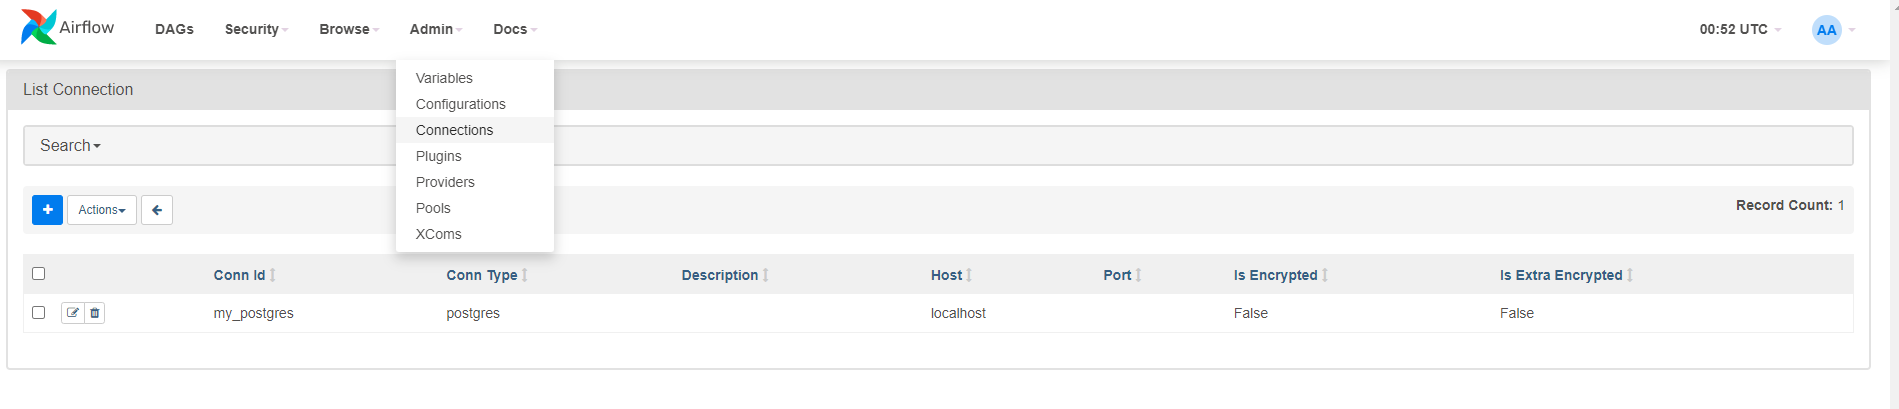 Airflow DAGs Security Browse Admin Docs 00:52 UTC AA
Variables
List Connection
Configurations
Connections
Search
Plugins
Providers
Actions
Pools
Record Count: 1
XComs
Conn Id Conn Type Description Host Port Is Encrypted Is Extra Encrypted
my_postgres postgres localhost False False